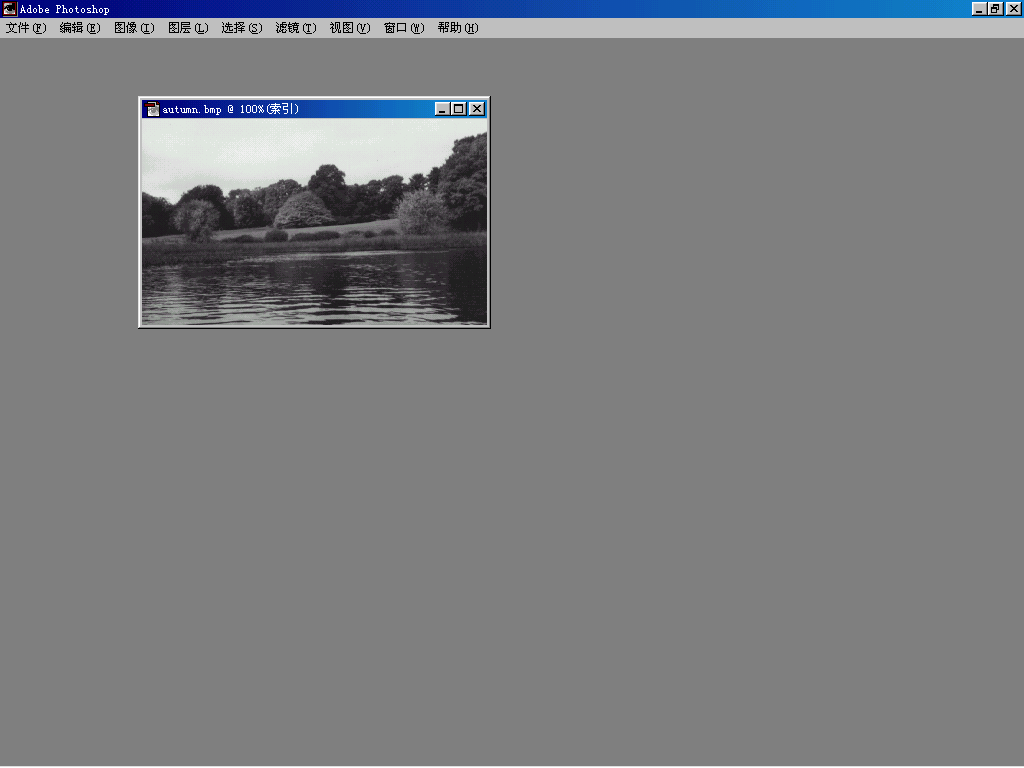 Adobe Photoshop
文件(F) 编辑(E) 图像(I) 图层(L) 选择(S) 滤镜(T) 视图(V) 窗口(W) 帮助(H)
autumn.bmp @ 100%(索引)